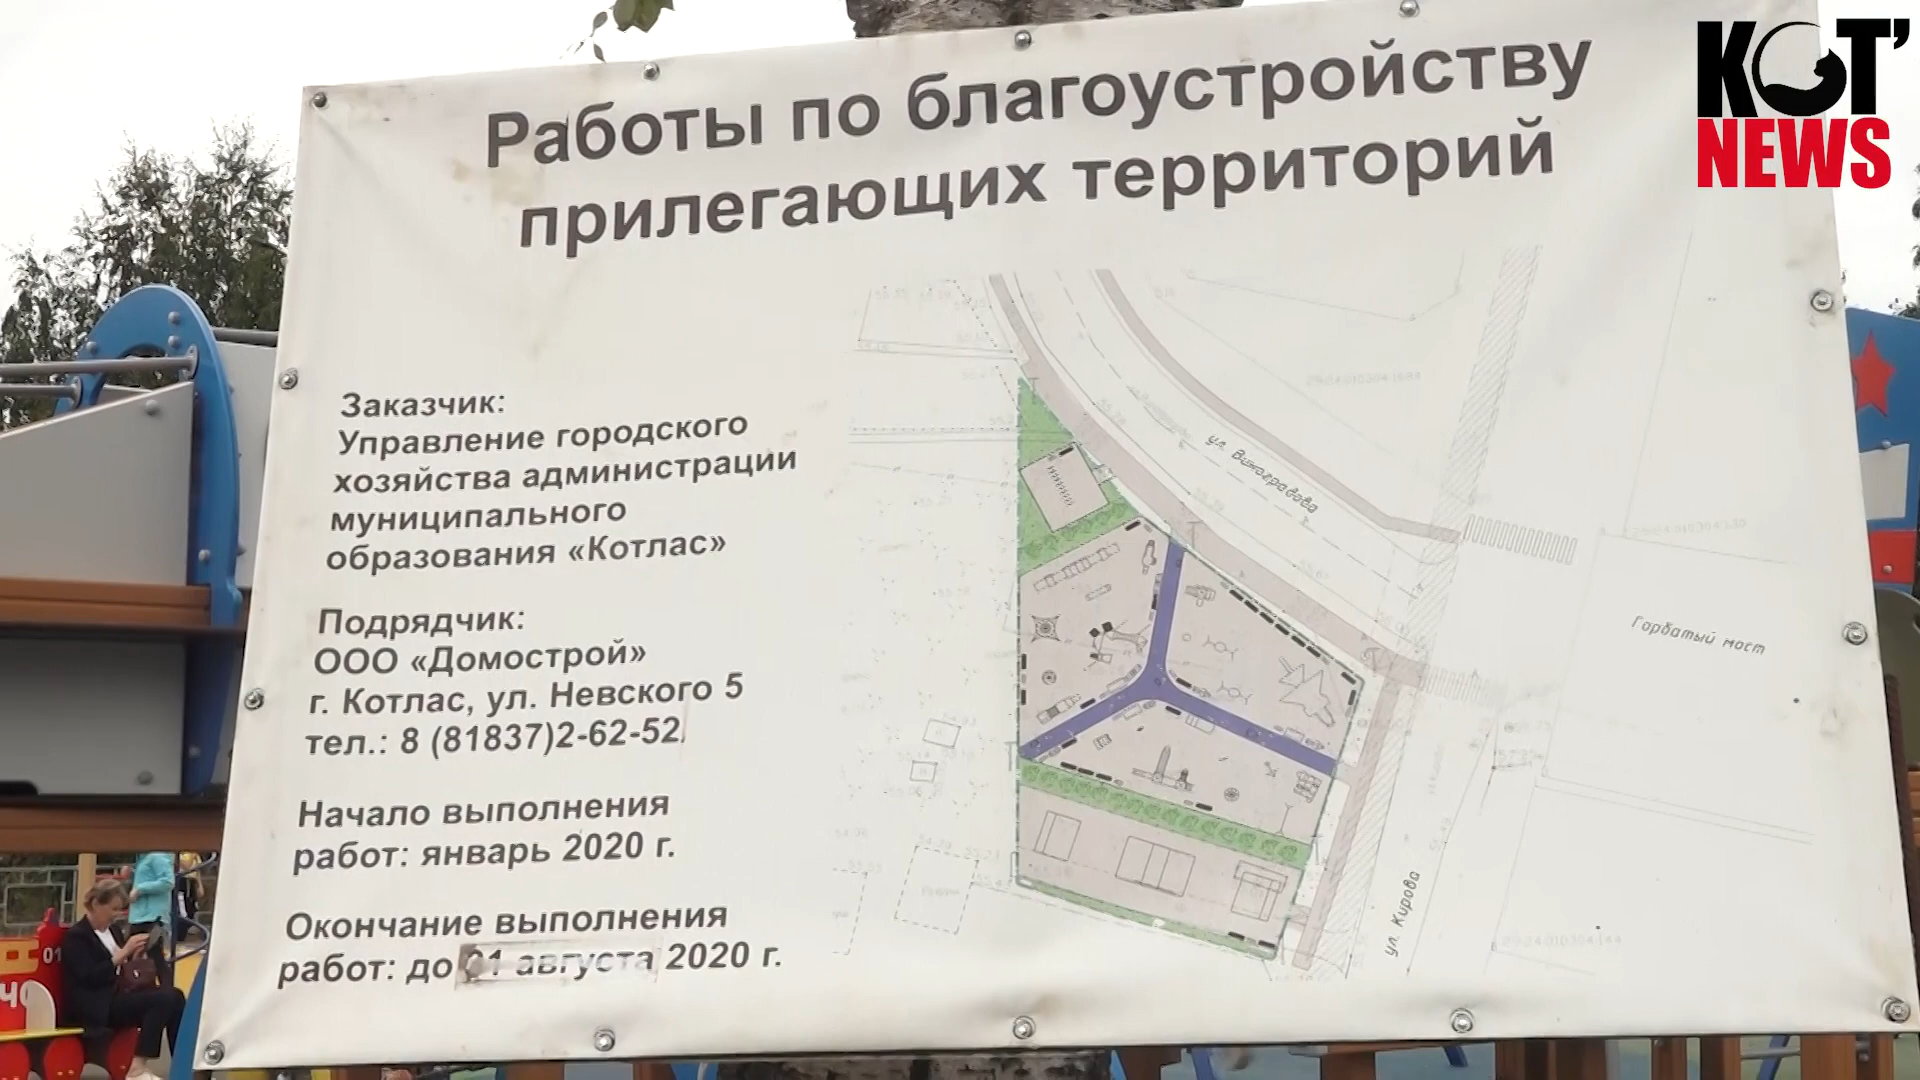 КОТ'
NEWS
Работы по благоустройству
прилегающих территорий
Заказчик:
Управление городского
хозяйства администрации
муниципального
образования «Котлас»
Подрядчик:
ООО «Домострой»
г. Котлас, ул. Невского 5
тел.: 8 (81837)2-62-52
Начало выполнения
работ: январь 2020 г.
Окончание выполнения
работ: до августа 2020 г.
ул. Виноградова
Горбатый мост
ул. Кирова
01